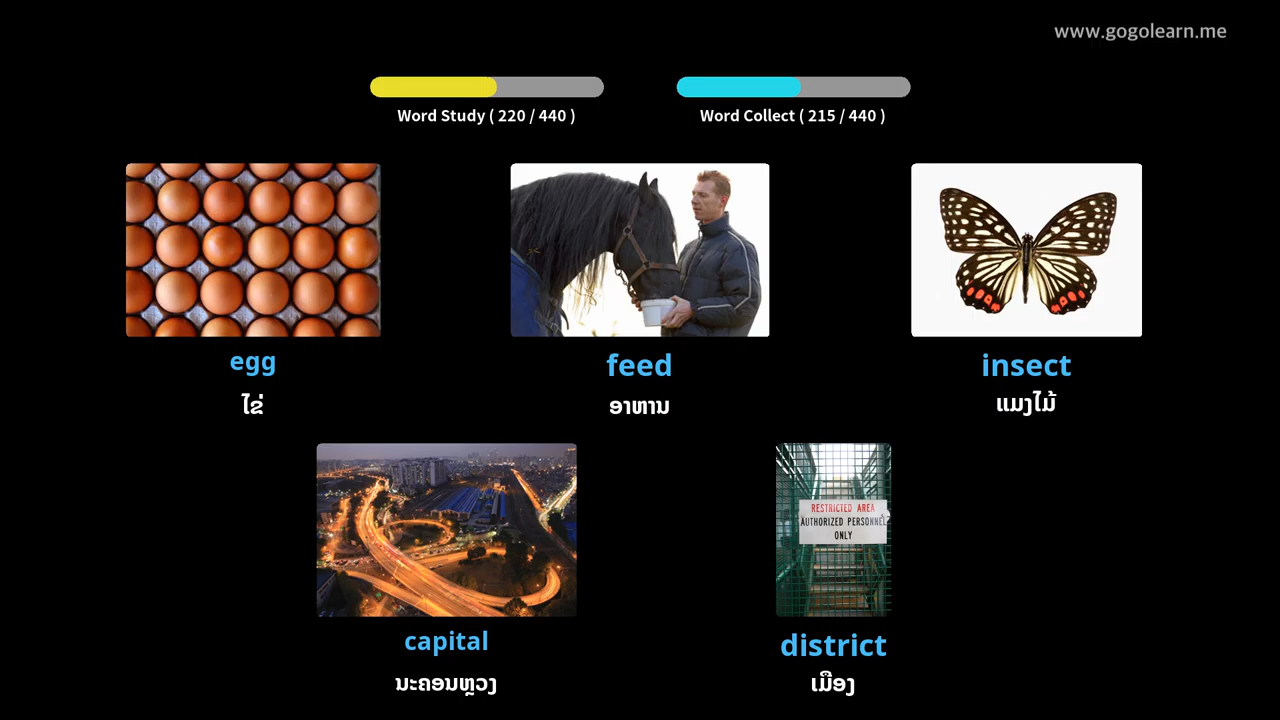 www.gogolearn.me
Word Study ( 220 / 440 )
Word Collect ( 215 / 440 )
egg
ໄຂ່
feed
ອາຫານ
insect
ແມງໄມ້
RESTRICTED AREA
AUTHORIZED PERSONNEL
ONLY
capital
ນະຄອນຫຼວງ
district
ເມືອງ